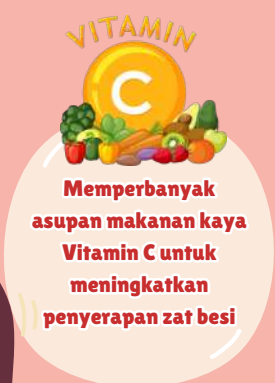 VITAMIN
C
Memperbanyak
asupan makanan kaya
Vitamin C untuk
meningkatkan
penyerapan zat besi